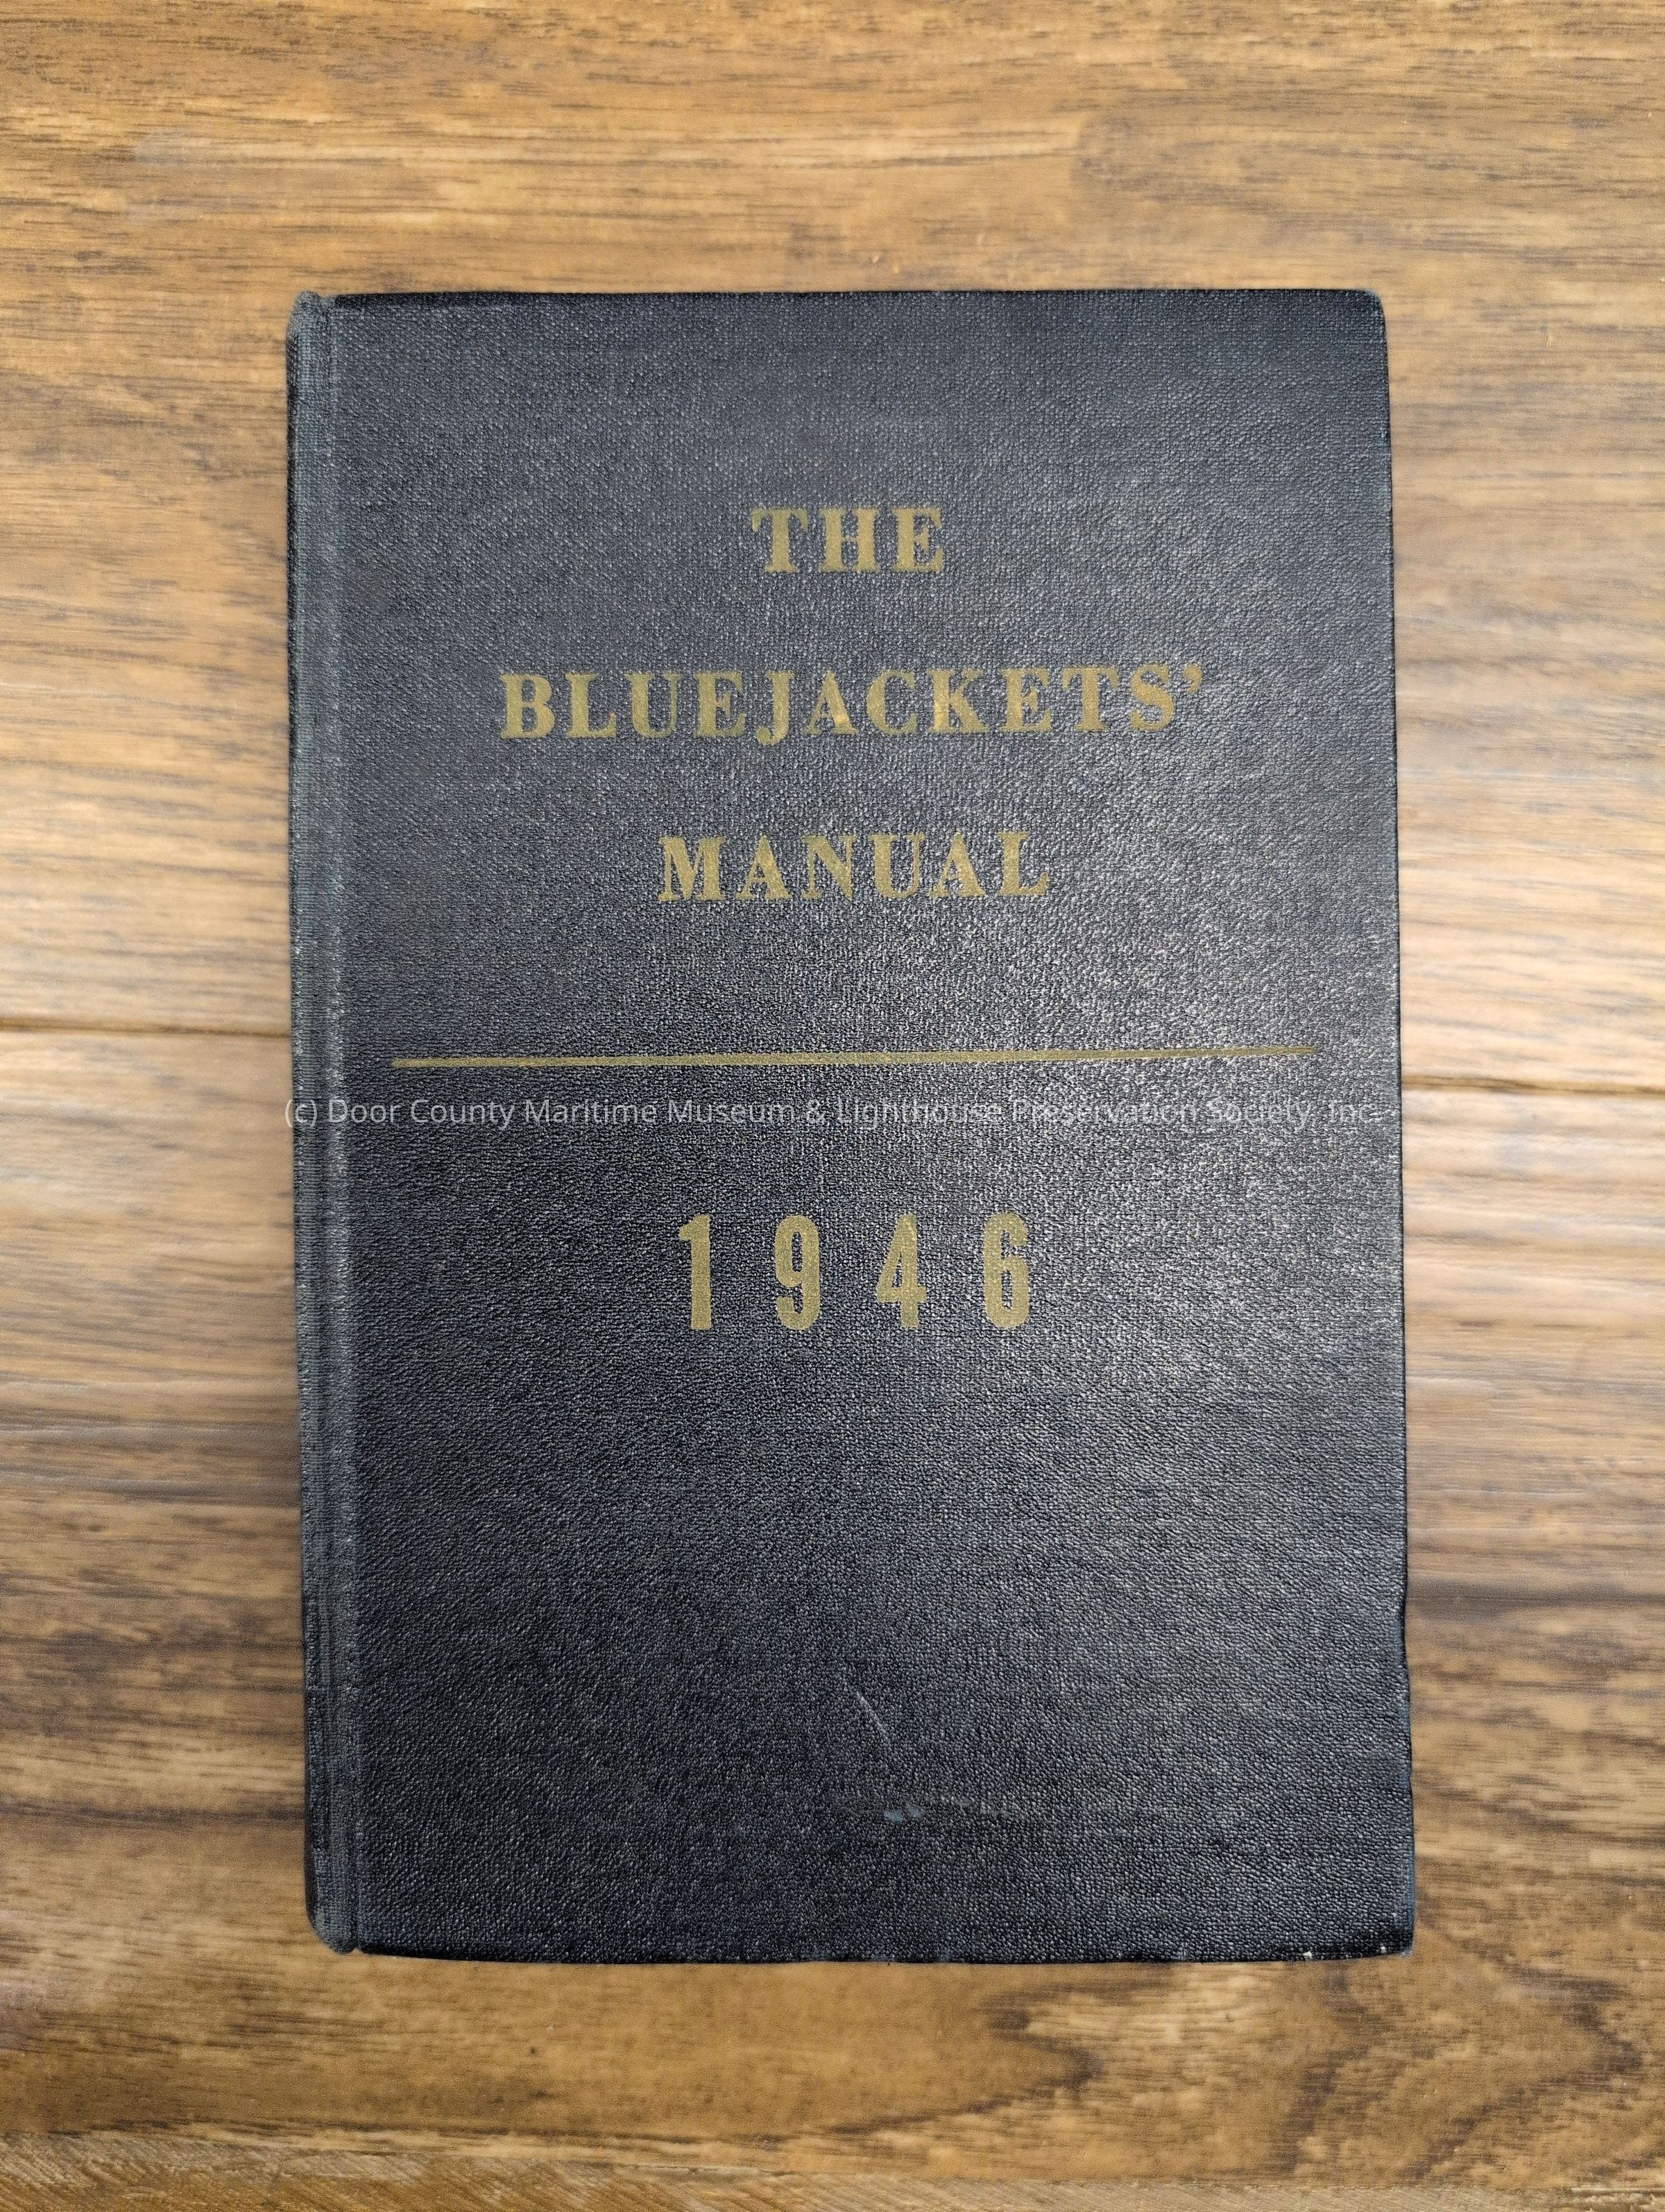 THE
BLUEJACKETS'
MANUAL
(c) Door County Maritime Museum & Lighthouse Preservation Society, Inc.
1946